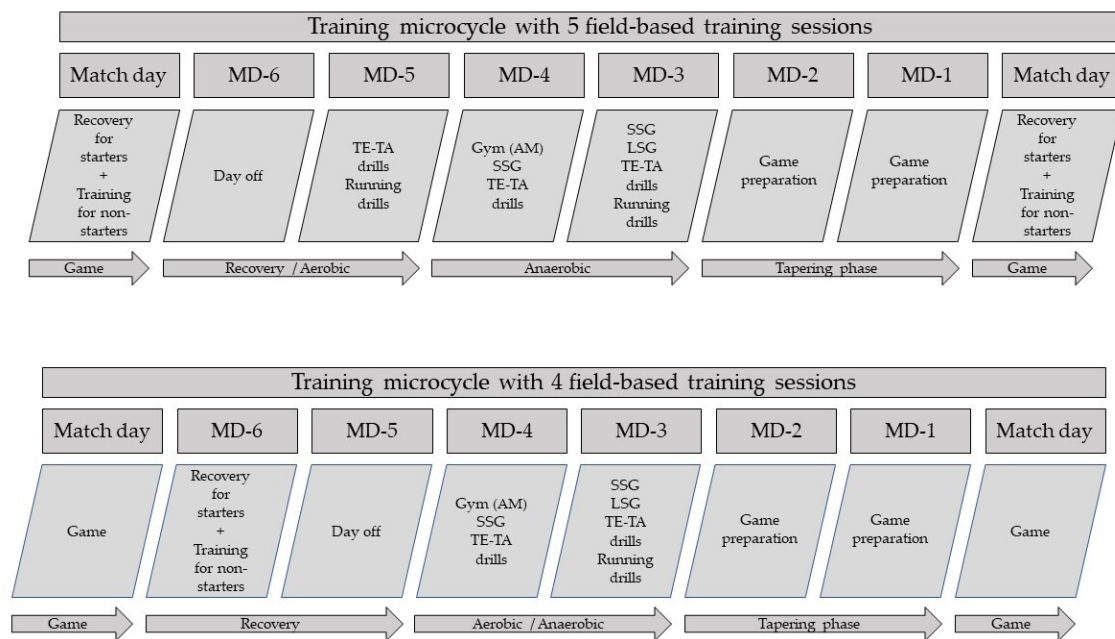 Training microcycle with 5 field-based training sessions
Match day
MD-6
MD-5
MD-4
MD-3
MD-2
MD-1
Match day
Recovery
for
starters
+
Training
for non-
starters
Day off
TE-TA
drills
Running
drills
Gym (AM)
SSG
TE-TA
drills
SSG
LSG
TE-TA
drills
Running
drills
Game
preparation
Game
preparation
Recovery
for
starters
+
Training
for non-
starters
Game
Recovery / Aerobic
Anaerobic
Tapering phase
Game
Training microcycle with 4 field-based training sessions
Match day
MD-6
MD-5
MD-4
MD-3
MD-2
MD-1
Match day
Game
Recovery
for
starters
+
Training
for non-
starters
Day off
Gym (AM)
SSG
TE-TA
drills
SSG
LSG
TE-TA
drills
Running
drills
Game
preparation
Game
preparation
Game
Game
Recovery
Aerobic / Anaerobic
Tapering phase
Game